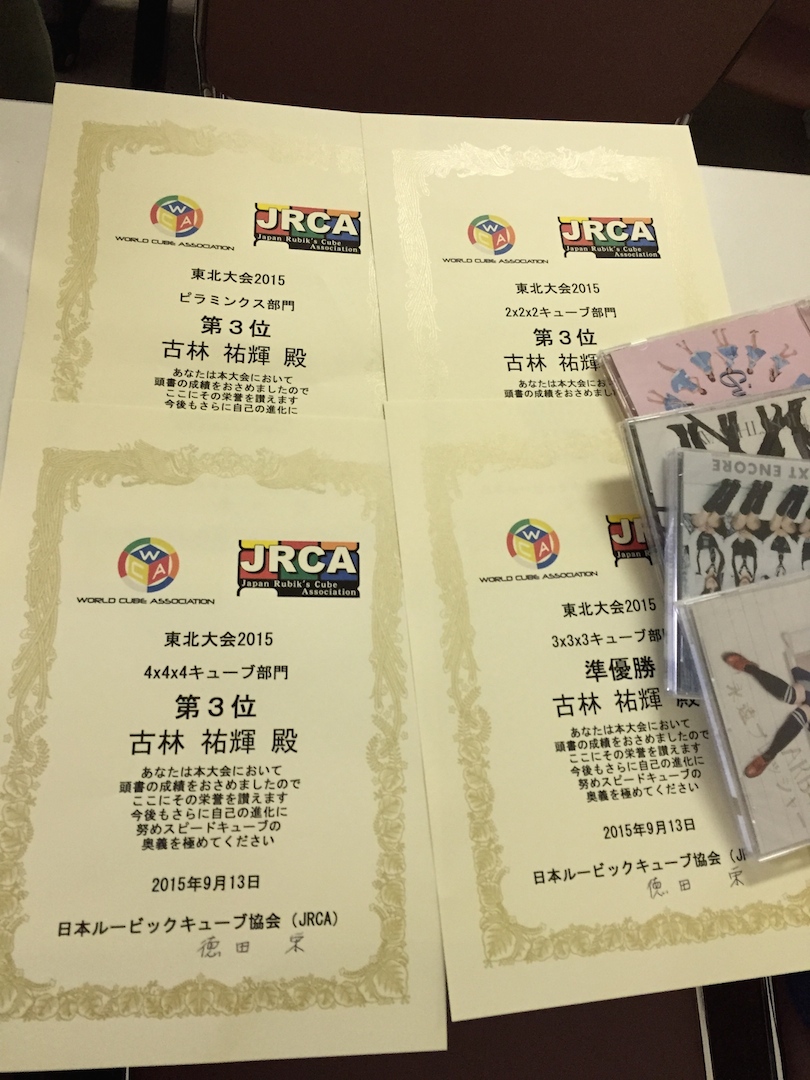 WCA
WORLD CUBE ASSOCIATION
JRCA
Japan Rubik's Cube
Association
東北大会2015
ピラミンクス部門
第3位
古林 祐輝 殿
あなたは本大会において
頭書の成績をおさめましたので
ここにその栄誉を讃えます
今後もさらに自己の進化に
WCA
WORLD CUBE ASSOCIATION
JRCA
Japan Rubik's Cube
Association
東北大会2015
2x2x2キューブ部門
第3位
古林 祐輝
あなたは本大会にお
頭書の成績をおさめまし
WCA
WORLD CUBE ASSOCIATION
JRCA
Japan Rubik's Cube
Association
東北大会2015
4x4x4キューブ部門
第3位
古林 祐輝 殿
あなたは本大会において
頭書の成績をおさめましたので
ここにその栄誉を讃えます
今後もさらに自己の進化に
努めスピードキューブの
奥義を極めてください
2015年9月13日
日本ルービックキューブ協会(JRCA)
徳田 栄
WCA
WORLD CUBE ASSOCIATION
JR
Japan Ru
Ass
東北大会2015
3x3x3キューブ部
準優勝
古林 祐輝 殿
あなたは本大会において
頭書の成績をおさめましたので
ここにその栄誉を讃えます
今後もさらに自己の進化に
努めスピードキューブの
奥義を極めてください
2015年9月13日
日本ルービックキューブ協会(JR
徳田 栄
XT ENCORE